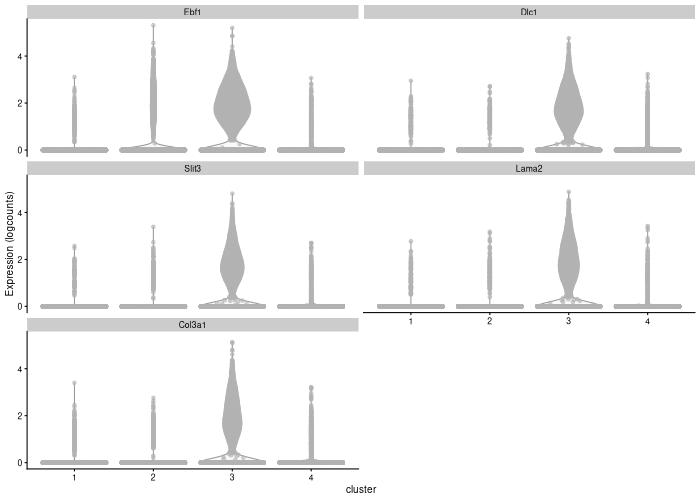 Ebf1
Dlc1
4
2
0
Slit3
Lama2
4
2
0
1 2 3 4
Col3a1
4
2
0
1 2 3 4
Expression (logcounts)
cluster